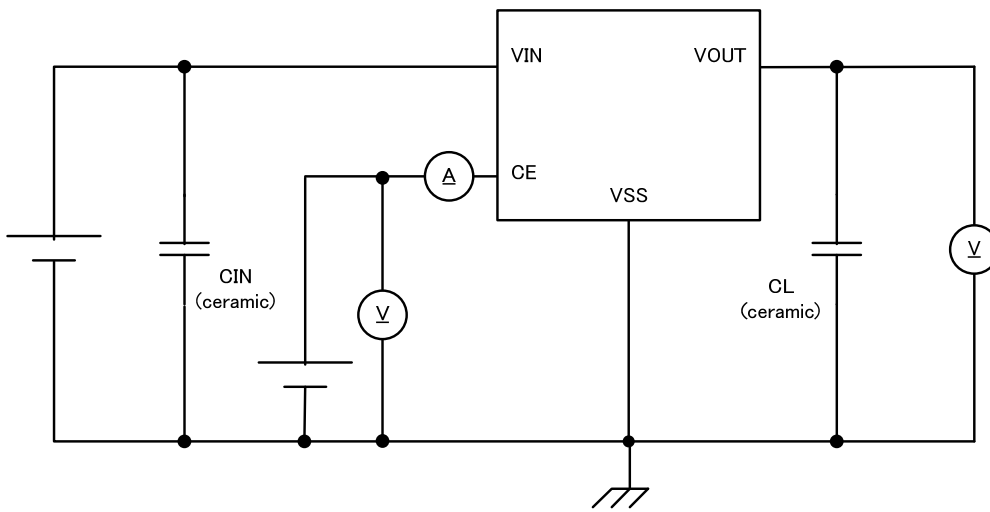 VIN
VOUT
A
CE
VSS
V
CIN
(ceramic)
CL
(ceramic)
V